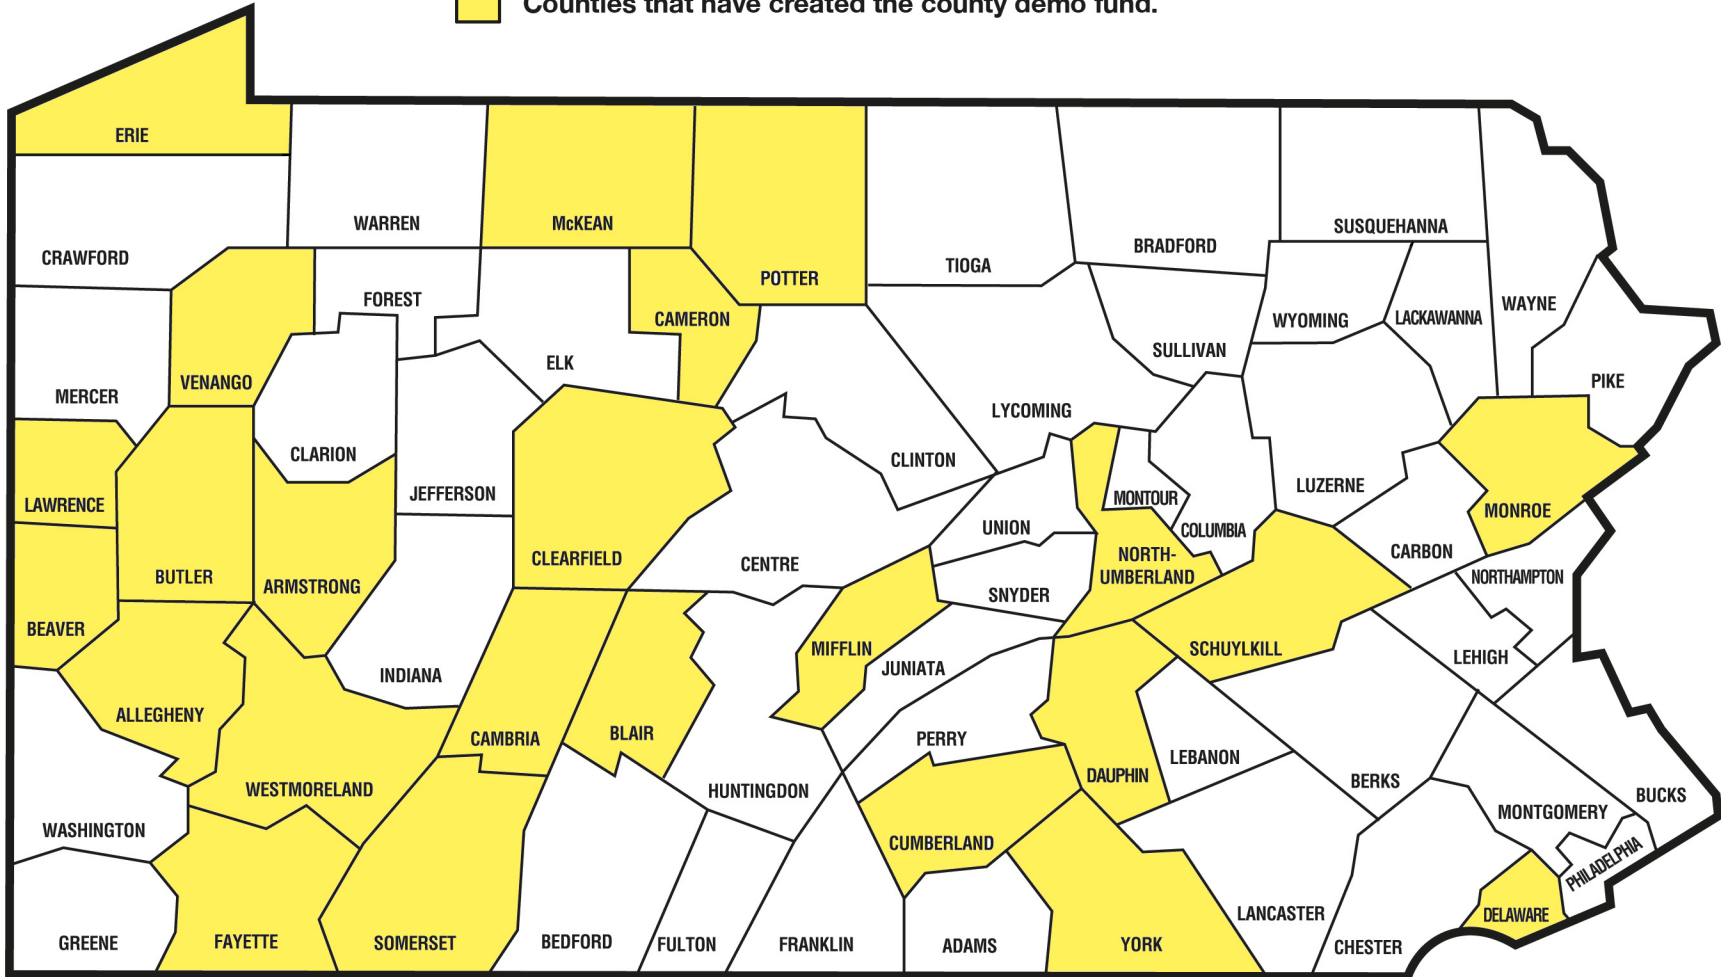 Counties that have created the county demo fund.
ERIE
WARREN
McKEAN
SUSQUEHANNA
CRAWFORD
BRADFORD
TIOGA
POTTER
FOREST
WAYNE
CAMERON
WYOMING
LACKAWANNA
SULLIVAN
ELK
VENANGO
PIKE
MERCER
LYCOMING
CLARION
CLINTON
LUZERNE
JEFFERSON
MONTOUR
LAWRENCE
MONROE
UNION
COLUMBIA
CARBON
CLEARFIELD
NORTH-
UMBERLAND
CENTRE
BUTLER
NORTHAMPTON
ARMSTRONG
SNYDER
BEAVER
MIFFLIN
SCHUYLKILL
LEHIGH
JUNIATA
INDIANA
ALLEGHENY
BLAIR
CAMBRIA
PERRY
LEBANON
DAUPHIN
BERKS
WESTMORELAND
HUNTINGDON
BUCKS
MONTGOMERY
WASHINGTON
CUMBERLAND
PHILADELPHIA
LANCASTER
DELAWARE
GREENE
FAYETTE
SOMERSET
BEDFORD
FULTON
FRANKLIN
ADAMS
YORK
CHESTER